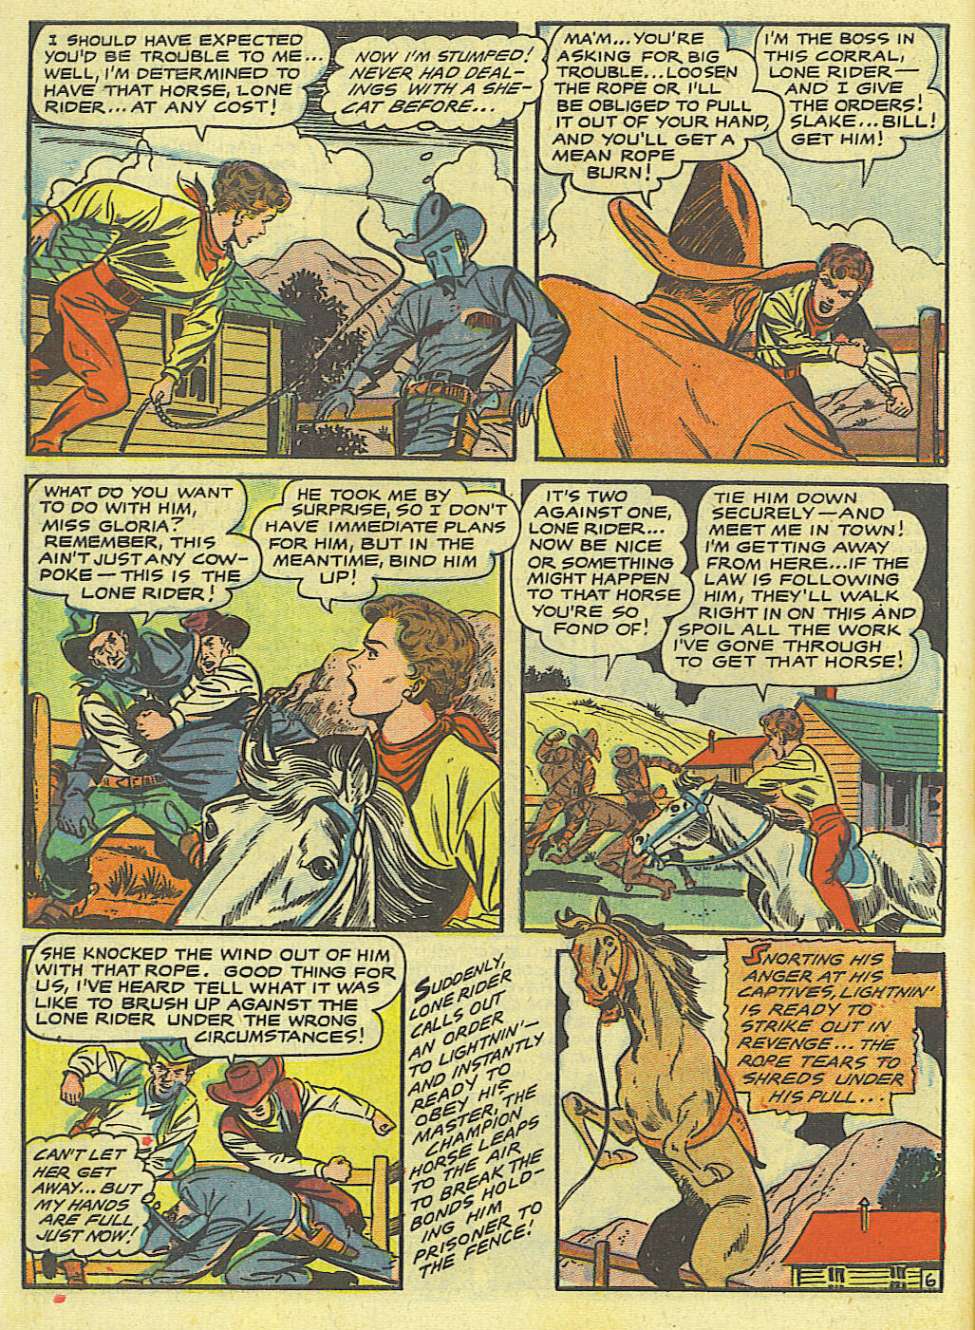 I SHOULD HAVE EXPECTED
YOU'D BE TROUBLE TO ME...
WELL, I'M DETERMINED TO
HAVE THAT HORSE, LONE
RIDER... AT ANY COST!
NOW I'M STUMPED!
NEVER HAD DEAL-
INGS WITH A SHE-
CAT BEFORE...
MA'M... YOU'RE
ASKING FOR BIG
TROUBLE... LOOSEN
THE ROPE OR I'LL
BE OBLIGED TO PULL
IT OUT OF YOUR HAND,
AND YOU'LL GET A
MEAN ROPE
BURN!
I'M THE BOSS IN
THIS CORRAL,
LONE RIDER—
AND I GIVE
THE ORDERS!
SLAKE... BILL!
GET HIM!
WHAT DO YOU WANT
TO DO WITH HIM,
MISS GLORIA?
REMEMBER, THIS
AIN'T JUST ANY COW-
POKE—THIS IS THE
LONE RIDER!
HE TOOK ME BY
SURPRISE, SO I DON'T
HAVE IMMEDIATE PLANS
FOR HIM, BUT IN THE
MEANTIME, BIND HIM
UP!
IT'S TWO
AGAINST ONE,
LONE RIDER...
NOW BE NICE
OR SOMETHING
MIGHT HAPPEN
TO THAT HORSE
YOU'RE SO
FOND OF!
TIE HIM DOWN
SECURELY—AND
MEET ME IN TOWN!
I'M GETTING AWAY
FROM HERE... IF THE
LAW IS FOLLOWING
HIM, THEY'LL WALK
RIGHT IN ON THIS AND
SPOIL ALL THE WORK
I'VE GONE THROUGH
TO GET THAT HORSE!
SHE KNOCKED THE WIND OUT OF HIM
WITH THAT ROPE. GOOD THING FOR
US, I'VE HEARD TELL WHAT IT WAS
LIKE TO BRUSH UP AGAINST THE
LONE RIDER UNDER THE WRONG
CIRCUMSTANCES!
CAN'T LET
HER GET
AWAY... BUT
MY HANDS
ARE FULL
JUST NOW!
SUDDENLY,
LONE RIDER
CALLS OUT
AN ORDER
TO LIGHTNIN'—
AND INSTANTLY
READY TO
OBEY HIS
MASTER, THE
CHAMPION
HORSE LEAPS
TO THE AIR
TO BREAK THE
BONDS HOLD-
ING HIM
PRISONER TO
THE FENCE!
SNORTING HIS
ANGER AT HIS
CAPTIVES, LIGHTNIN'
IS READY TO
STRIKE OUT IN
REVENGE... THE
ROPE TEARS TO
SHREDS UNDER
HIS PULL...
6